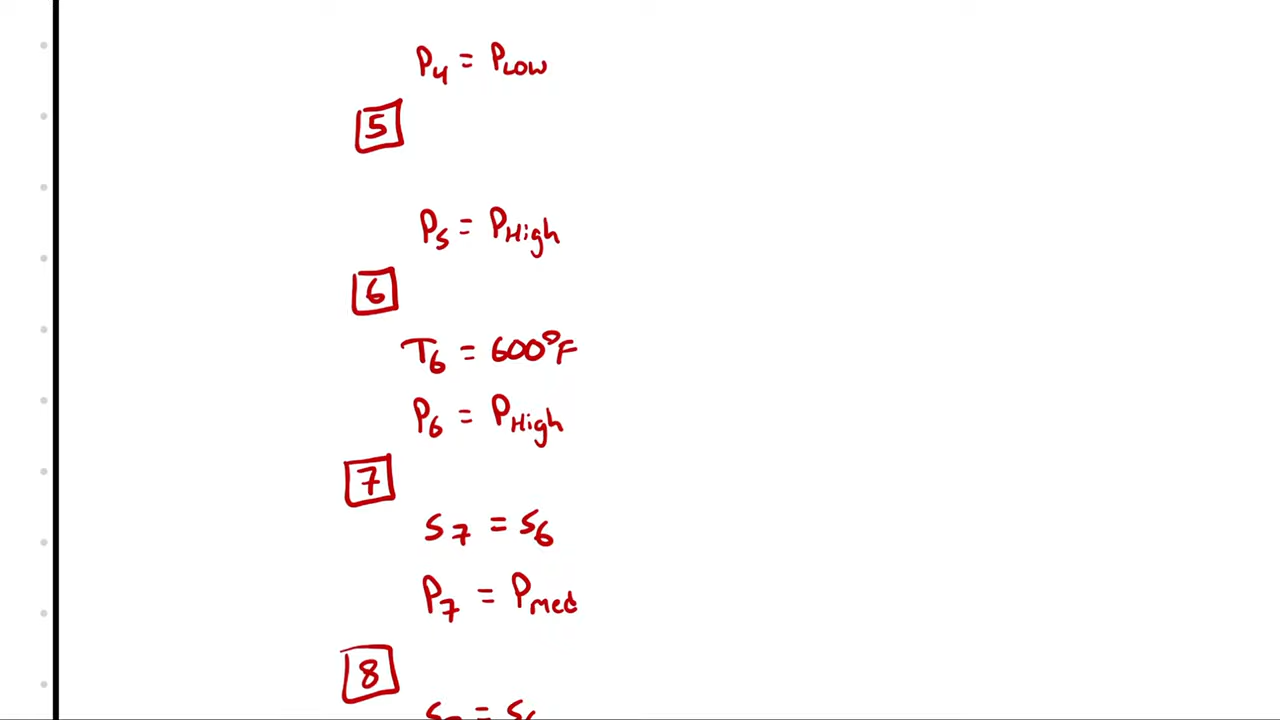 P4 = PLow
5
P5 = PHigh
6
T6 = 600°F
P6 = PHigh
7
S7 = S6
P7 = Pmed
8